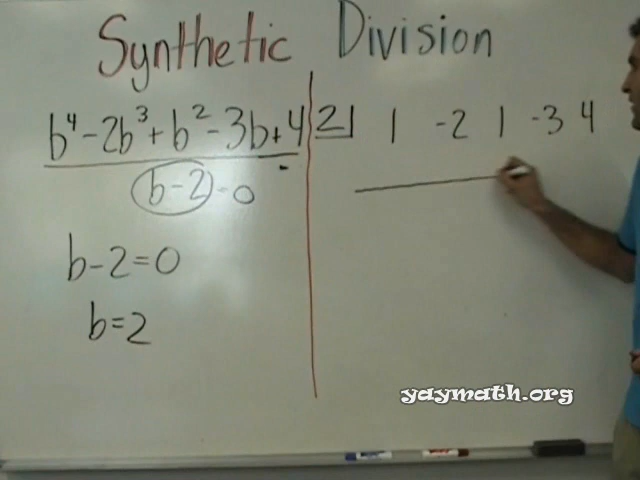 Synthetic Division
b⁴-2b³+b²-3b+4
b-2=0
b-2=0
b=2
2| 1 -2 1 -3 4
yaymath.org